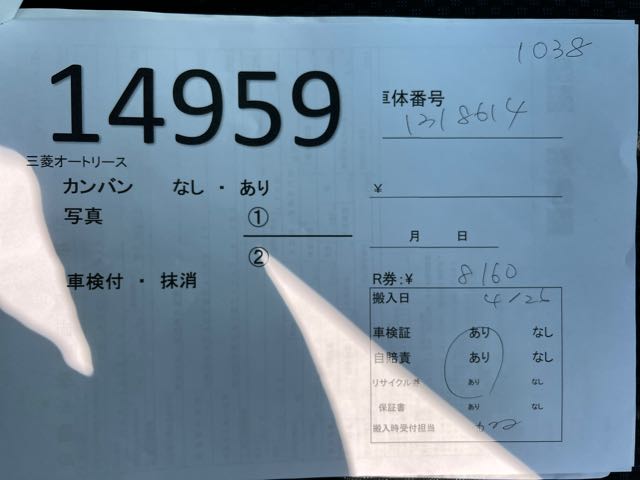 1038
14959
車体番号
1218614
三菱オートリース
カンバン なし ・ あり
¥
写真 ①
月 日
②
車検付 ・ 抹消
R券:¥ 8160
搬入日 4/26
車検証 あり なし
自賠責 あり なし
リサイクル券 あり なし
保証書 あり なし
搬入時受付担当